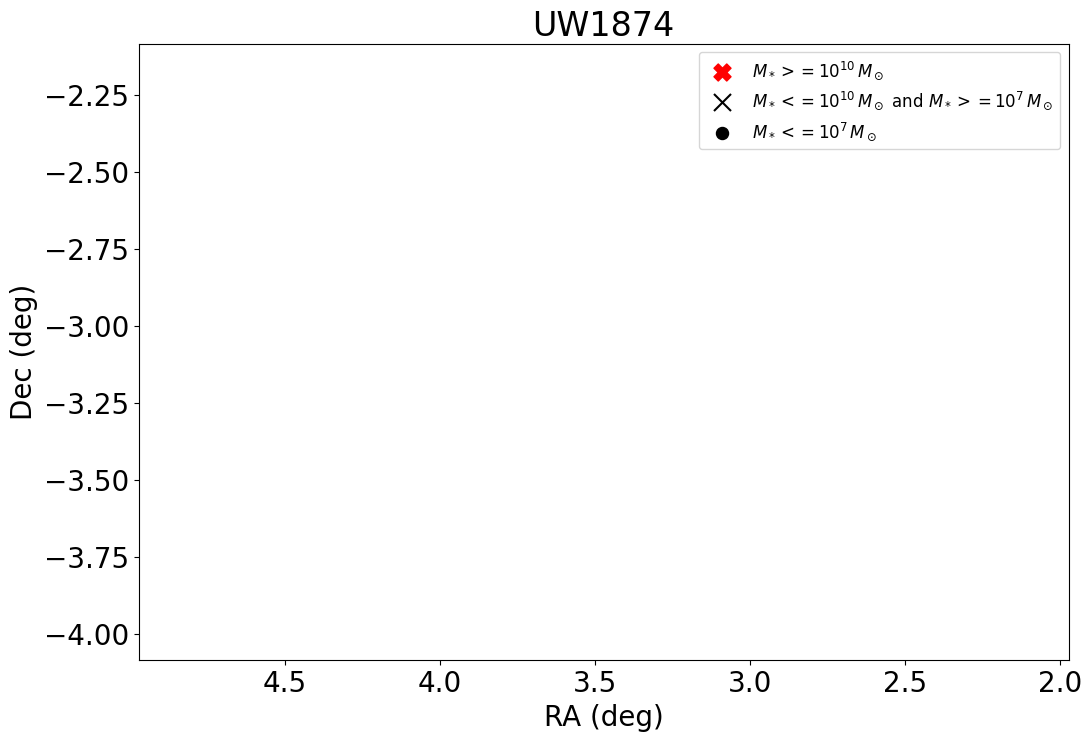 UW1874
M* >= 10^10 M⊙
M* <= 10^10 M⊙ and M* >= 10^7 M⊙
M* <= 10^7 M⊙
−2.25
−2.50
−2.75
−3.00
−3.25
−3.50
−3.75
−4.00
Dec (deg)
4.5 4.0 3.5 3.0 2.5 2.0
RA (deg)